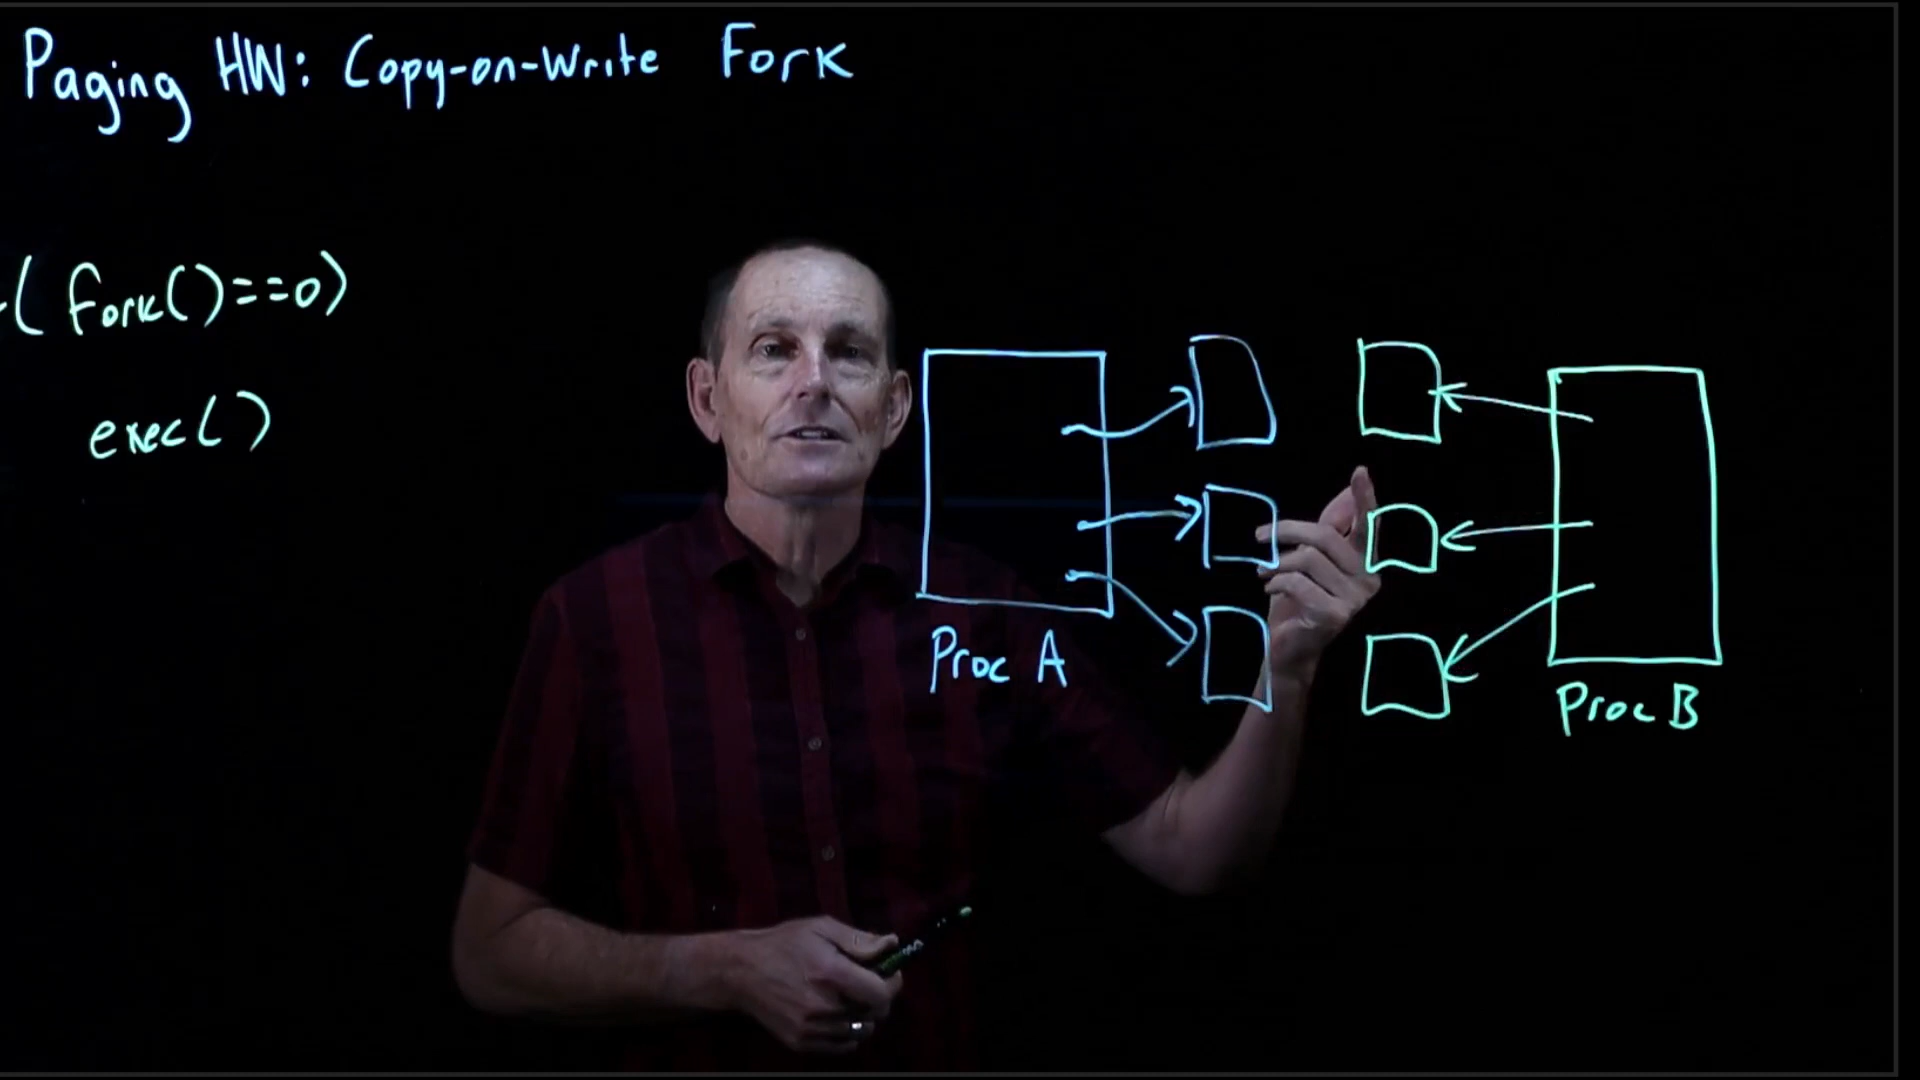 Paging HW: Copy-on-Write Fork
( fork()==0)
exec()
Proc A
Proc B